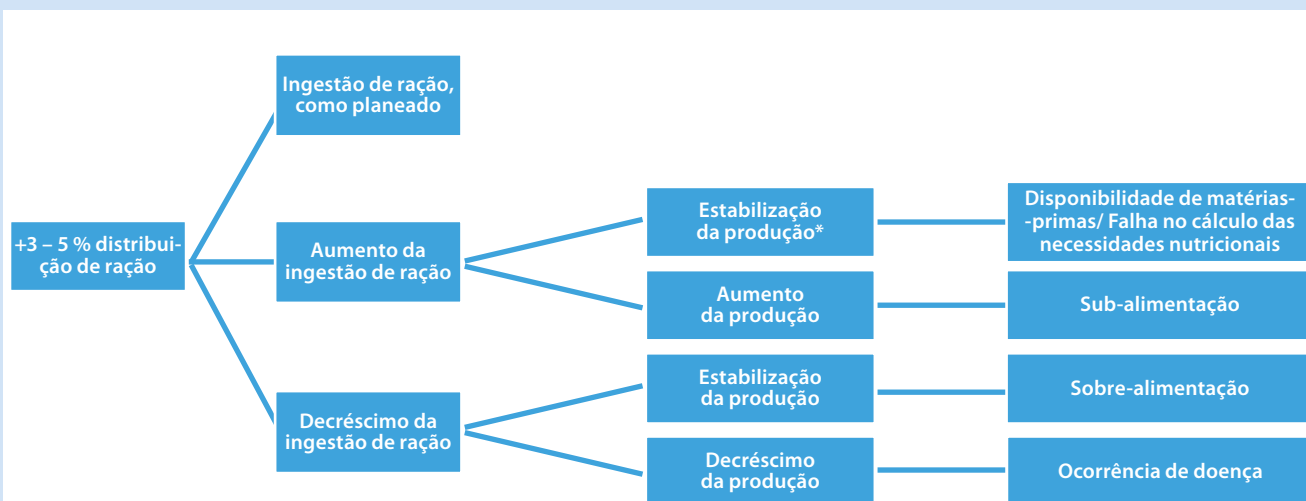 Ingestão de ração,
como planeado
+3 – 5 % distribui-
ção de ração
Aumento da
ingestão de ração
Decréscimo da
ingestão de ração
Estabilização
da produção*
Aumento
da produção
Estabilização
da produção
Decréscimo
da produção
Disponibilidade de matérias-
-primas/ Falha no cálculo das
necessidades nutricionais
Sub-alimentação
Sobre-alimentação
Ocorrência de doença